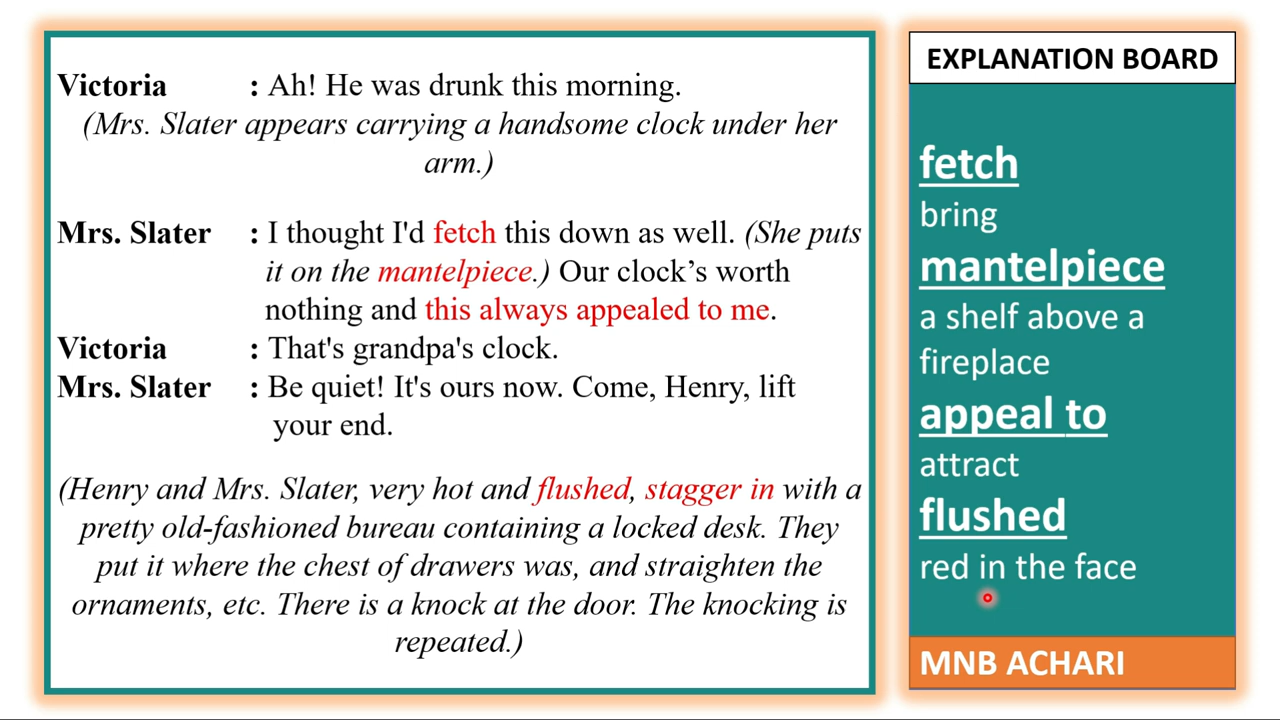 Victoria : Ah! He was drunk this morning.
(Mrs. Slater appears carrying a handsome clock under her
arm.)
Mrs. Slater : I thought I'd fetch this down as well. (She puts
it on the mantelpiece.) Our clock’s worth
nothing and this always appealed to me.
Victoria : That's grandpa's clock.
Mrs. Slater : Be quiet! It's ours now. Come, Henry, lift
your end.
(Henry and Mrs. Slater, very hot and flushed, stagger in with a
pretty old-fashioned bureau containing a locked desk. They
put it where the chest of drawers was, and straighten the
ornaments, etc. There is a knock at the door. The knocking is
repeated.)
EXPLANATION BOARD
fetch
bring
mantelpiece
a shelf above a
fireplace
appeal to
attract
flushed
red in the face
MNB ACHARI